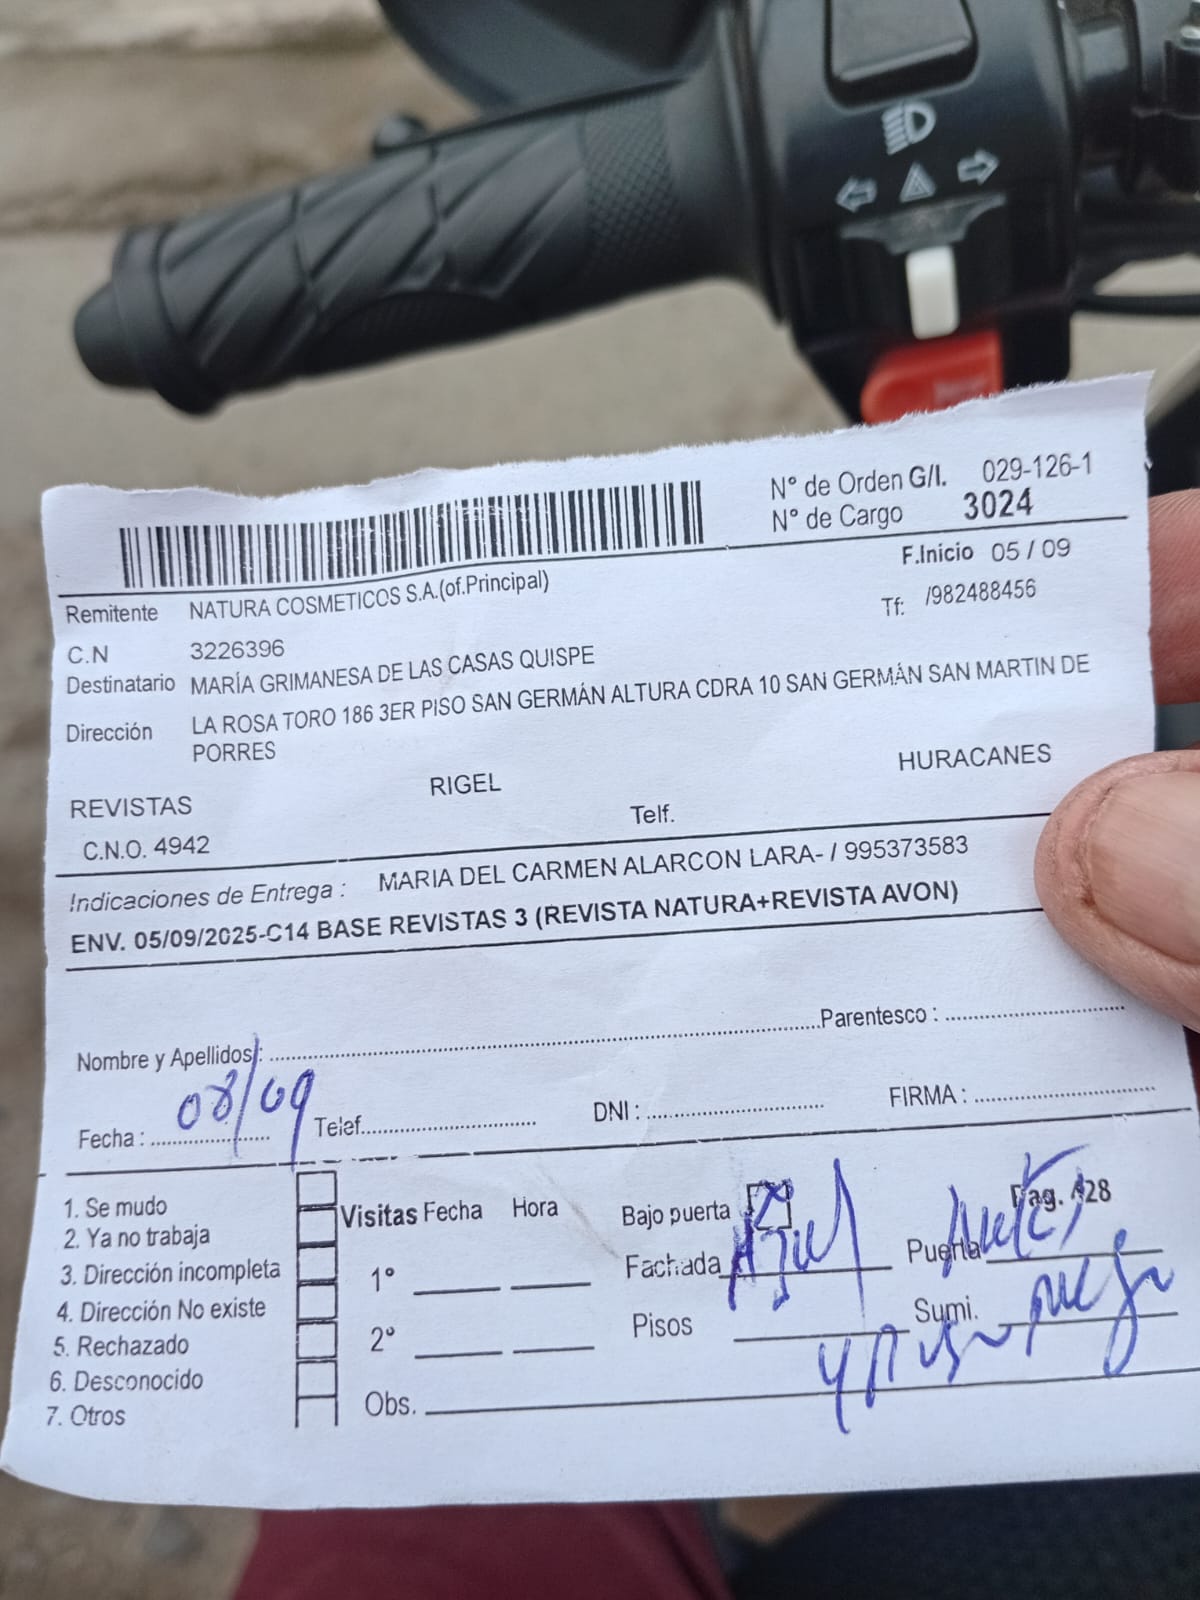 N° de Orden G/I. 029-126-1
N° de Cargo 3024
F.Inicio 05 / 09
Remitente NATURA COSMETICOS S.A.(of.Principal)
Tf: /982488456
C.N 3226396
Destinatario MARÍA GRIMANESA DE LAS CASAS QUISPE
Dirección LA ROSA TORO 186 3ER PISO SAN GERMÁN ALTURA CDRA 10 SAN GERMÁN SAN MARTIN DE
PORRES
REVISTAS RIGEL HURACANES
C.N.O. 4942 Telf.
Indicaciones de Entrega : MARIA DEL CARMEN ALARCON LARA- / 995373583
ENV. 05/09/2025-C14 BASE REVISTAS 3 (REVISTA NATURA+REVISTA AVON)
Nombre y Apellidos : Parentesco :
Fecha : 08/09 Telef. DNI : FIRMA :
1. Se mudo
2. Ya no trabaja
3. Dirección incompleta
4. Dirección No existe
5. Rechazado
6. Desconocido
7. Otros
Visitas Fecha Hora
1°
2°
Obs.
Bajo puerta Pag. 428
Fachada Azul Puerta
Pisos 4 Sumi.